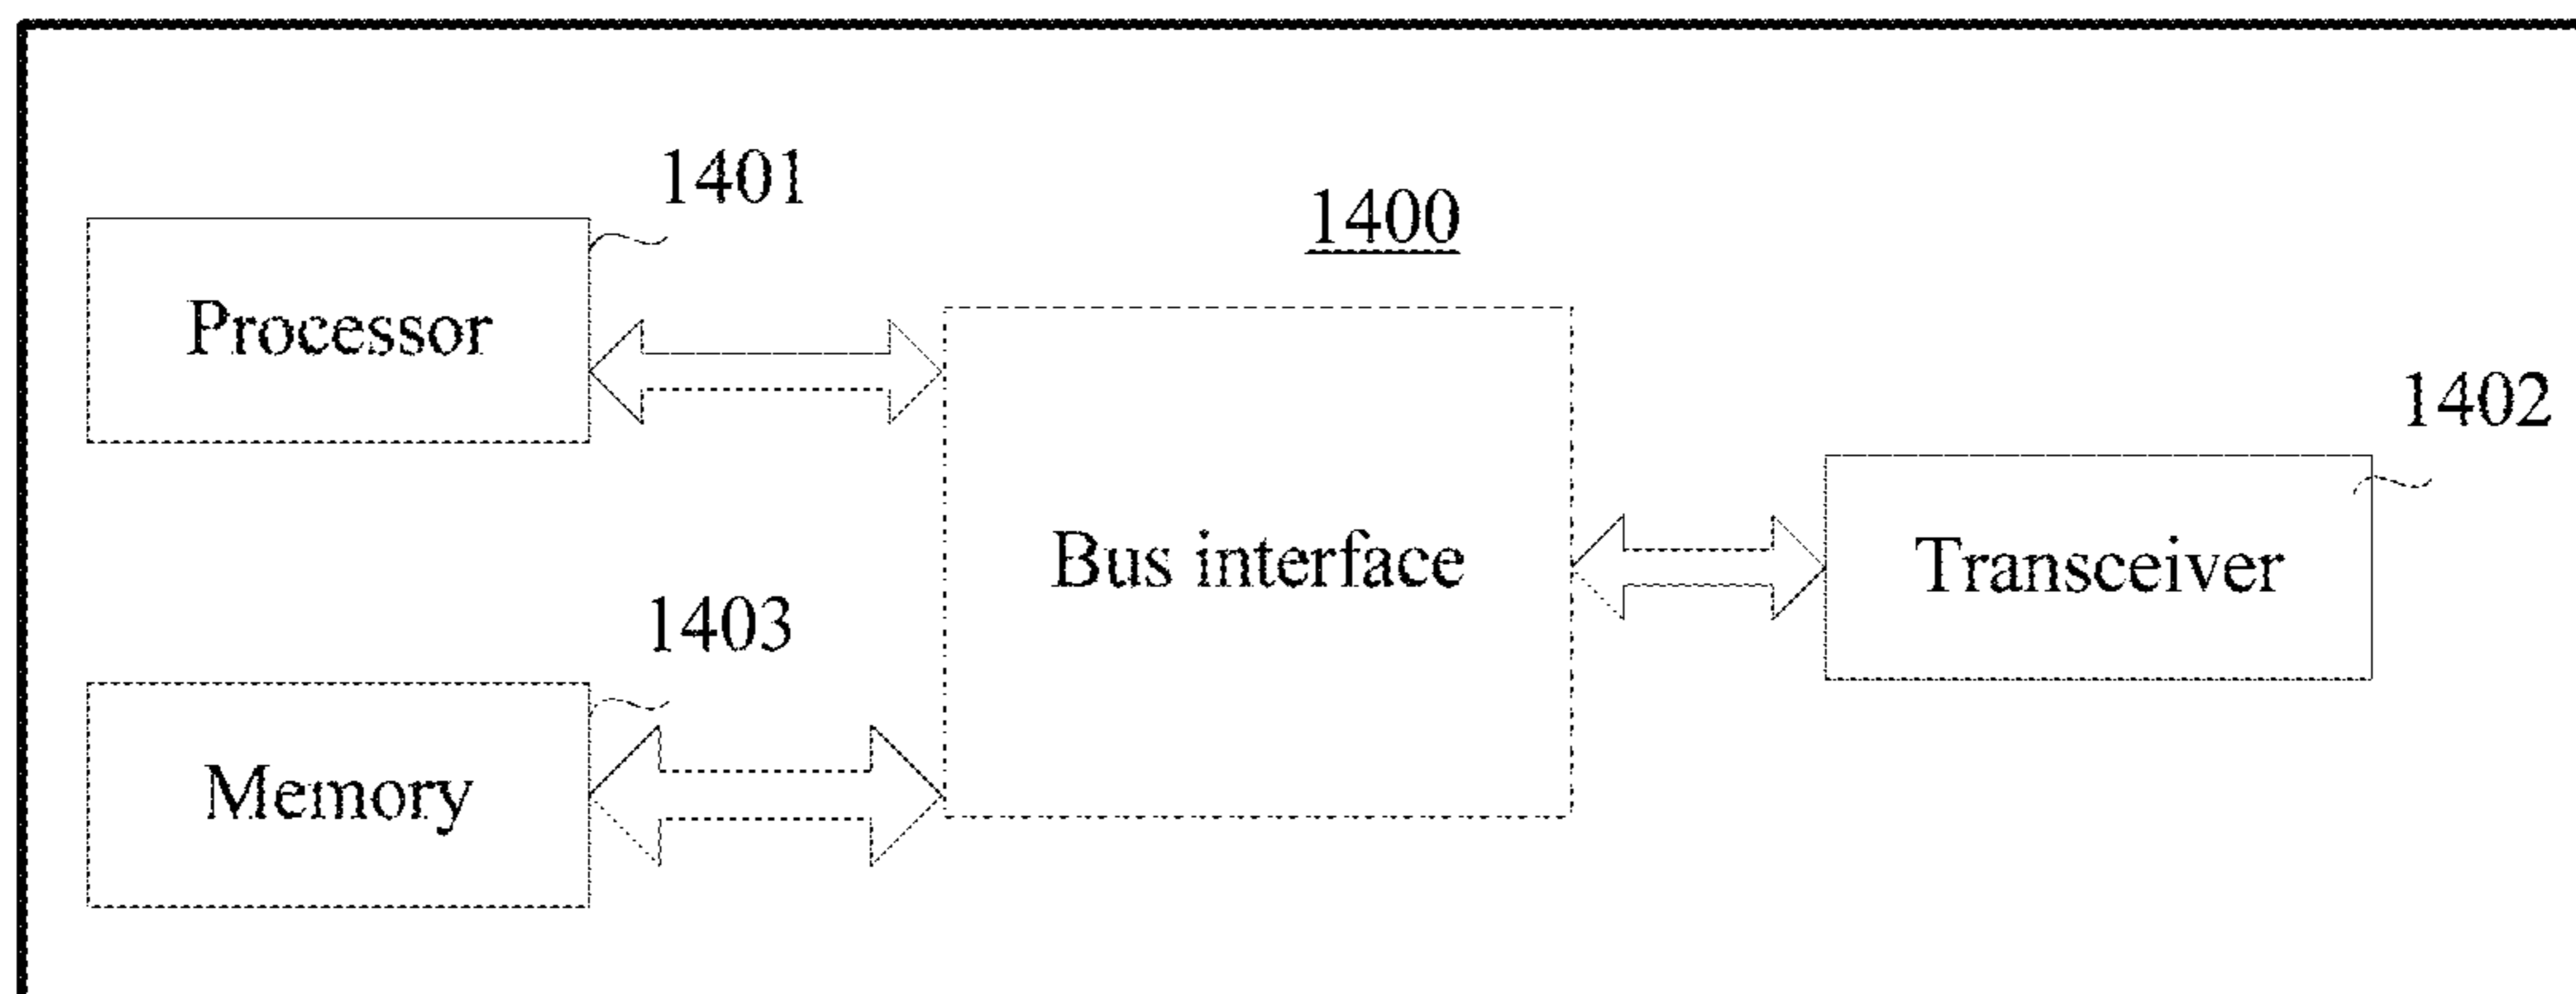 1401
1400
Processor
1402
Bus interface
Transceiver
1403
Memory